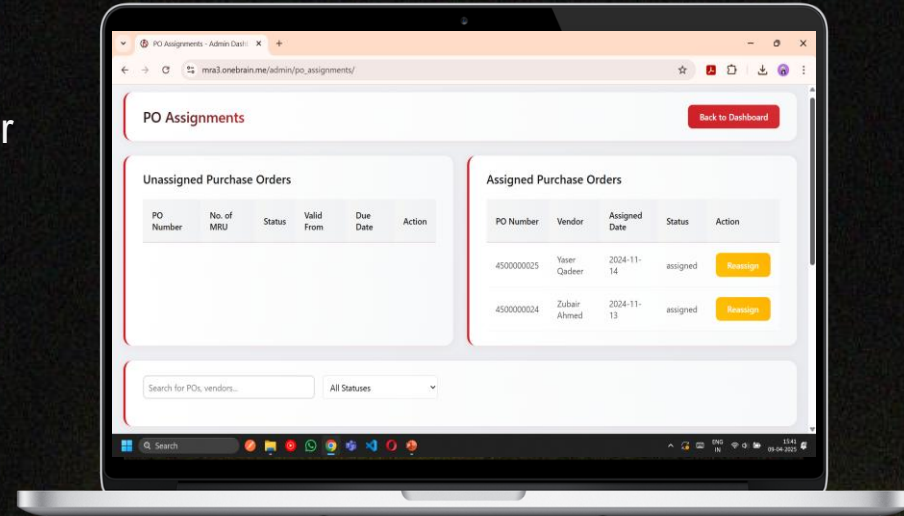 r
PO Assignments - Admin Dashl
mra3.onebrain.me/admin/po_assignments/
PO Assignments
Back to Dashboard
Unassigned Purchase Orders
PO Number No. of MRU Status Valid From Due Date Action
Assigned Purchase Orders
PO Number Vendor Assigned Date Status Action
4500000025 Yaser Qadeer 2024-11-14 assigned Reassign
4500000024 Zubair Ahmed 2024-11-13 assigned Reassign
Search for POs, vendors...
All Statuses
Search
ENG
IN
15:41
09-04-2025